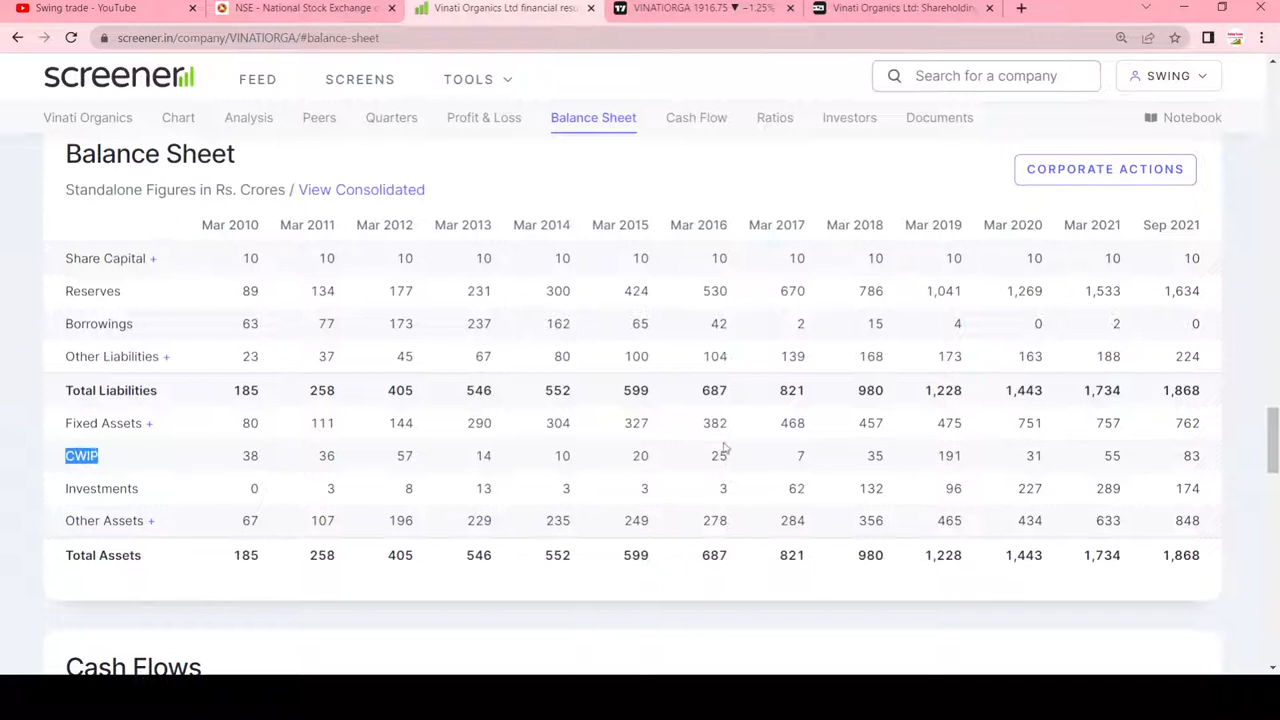 Swing trade - YouTube
NSE - National Stock Exchange o
Vinati Organics Ltd financial resu
VINATIORGA 1916.75 ▼ −1.25%
Vinati Organics Ltd: Shareholding
screener.in/company/VINATIORGA/#balance-sheet
screener
FEED
SCREENS
TOOLS
Search for a company
SWING
Vinati Organics
Chart
Analysis
Peers
Quarters
Profit & Loss
Balance Sheet
Cash Flow
Ratios
Investors
Documents
Notebook
Balance Sheet
CORPORATE ACTIONS
Standalone Figures in Rs. Crores / View Consolidated
Mar 2010 Mar 2011 Mar 2012 Mar 2013 Mar 2014 Mar 2015 Mar 2016 Mar 2017 Mar 2018 Mar 2019 Mar 2020 Mar 2021 Sep 2021
Share Capital + 10 10 10 10 10 10 10 10 10 10 10 10 10
Reserves 89 134 177 231 300 424 530 670 786 1,041 1,269 1,533 1,634
Borrowings 63 77 173 237 162 65 42 2 15 4 0 2 0
Other Liabilities + 23 37 45 67 80 100 104 139 168 173 163 188 224
Total Liabilities 185 258 405 546 552 599 687 821 980 1,228 1,443 1,734 1,868
Fixed Assets + 80 111 144 290 304 327 382 468 457 475 751 757 762
CWIP 38 36 57 14 10 20 25 7 35 191 31 55 83
Investments 0 3 8 13 3 3 3 62 132 96 227 289 174
Other Assets + 67 107 196 229 235 249 278 284 356 465 434 633 848
Total Assets 185 258 405 546 552 599 687 821 980 1,228 1,443 1,734 1,868
Cash Flows